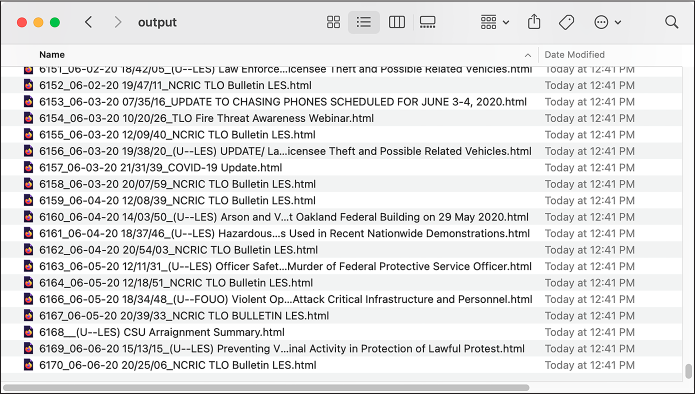 output
Name
Date Modified
6151_06-02-20 18/42/05_(U--LES) Law Enforce...icensee Theft and Possible Related Vehicles.html Today at 12:41 PM
6152_06-02-20 19/47/11_NCRIC TLO Bulletin LES.html Today at 12:41 PM
6153_06-03-20 07/35/16_UPDATE TO CHASING PHONES SCHEDULED FOR JUNE 3-4, 2020.html Today at 12:41 PM
6154_06-03-20 10/20/26_TLO Fire Threat Awareness Webinar.html Today at 12:41 PM
6155_06-03-20 12/09/40_NCRIC TLO Bulletin LES.html Today at 12:41 PM
6156_06-03-20 19/38/20_(U--LES) UPDATE/ La...icensee Theft and Possible Related Vehicles.html Today at 12:41 PM
6157_06-03-20 21/31/39_COVID-19 Update.html Today at 12:41 PM
6158_06-03-20 20/07/59_NCRIC TLO Bulletin LES.html Today at 12:41 PM
6159_06-04-20 12/08/39_NCRIC TLO Bulletin LES.html Today at 12:41 PM
6160_06-04-20 14/03/50_(U--LES) Arson and V...t Oakland Federal Building on 29 May 2020.html Today at 12:41 PM
6161_06-04-20 18/37/46_(U--LES) Hazardous...s Used in Recent Nationwide Demonstrations.html Today at 12:41 PM
6162_06-04-20 20/54/03_NCRIC TLO Bulletin LES.html Today at 12:41 PM
6163_06-05-20 12/11/31_(U--LES) Officer Safet...Murder of Federal Protective Service Officer.html Today at 12:41 PM
6164_06-05-20 12/18/51_NCRIC TLO Bulletin LES.html Today at 12:41 PM
6166_06-05-20 18/34/48_(U--FOUO) Violent Op...Attack Critical Infrastructure and Personnel.html Today at 12:41 PM
6167_06-05-20 20/39/33_NCRIC TLO BULLETIN LES.html Today at 12:41 PM
6168__(U--LES) CSU Arraignment Summary.html Today at 12:41 PM
6169_06-06-20 15/13/15_(U--LES) Preventing V...inal Activity in Protection of Lawful Protest.html Today at 12:41 PM
6170_06-06-20 20/25/06_NCRIC TLO Bulletin LES.html Today at 12:41 PM